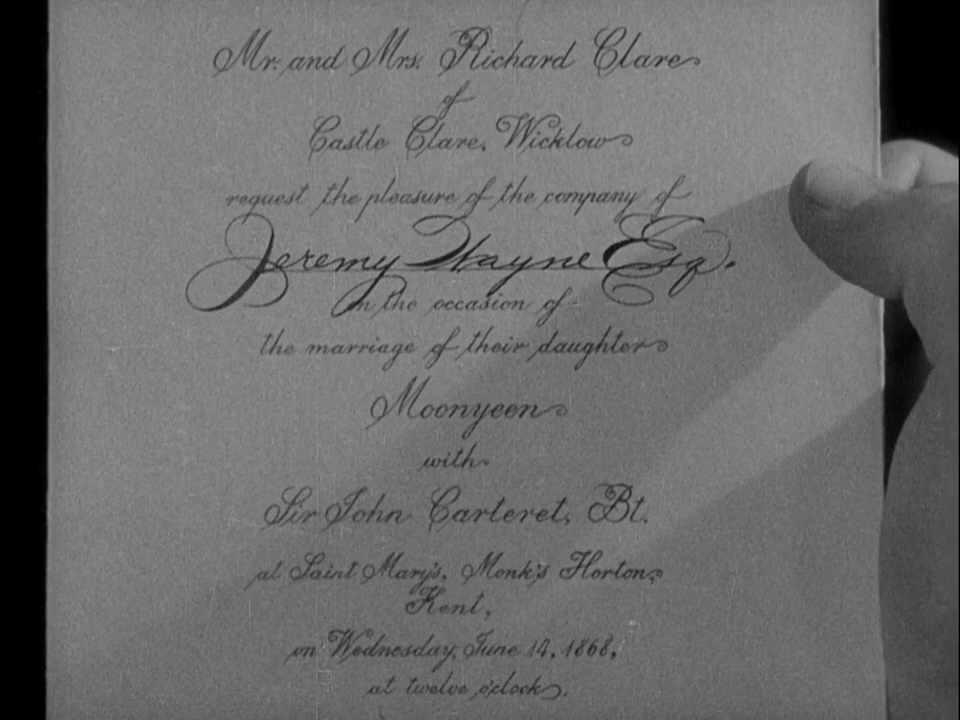 Mr. and Mrs. Richard Clare
of
Castle Clare, Wicklow
request the pleasure of the company of
Jeremy Wayne Esq.
on the occasion of
the marriage of their daughter
Moonyeen
with
Sir John Carteret, Bt.
at Saint Mary's, Monk's Horton,
Kent,
on Wednesday, June 14, 1868,
at twelve o'clock.